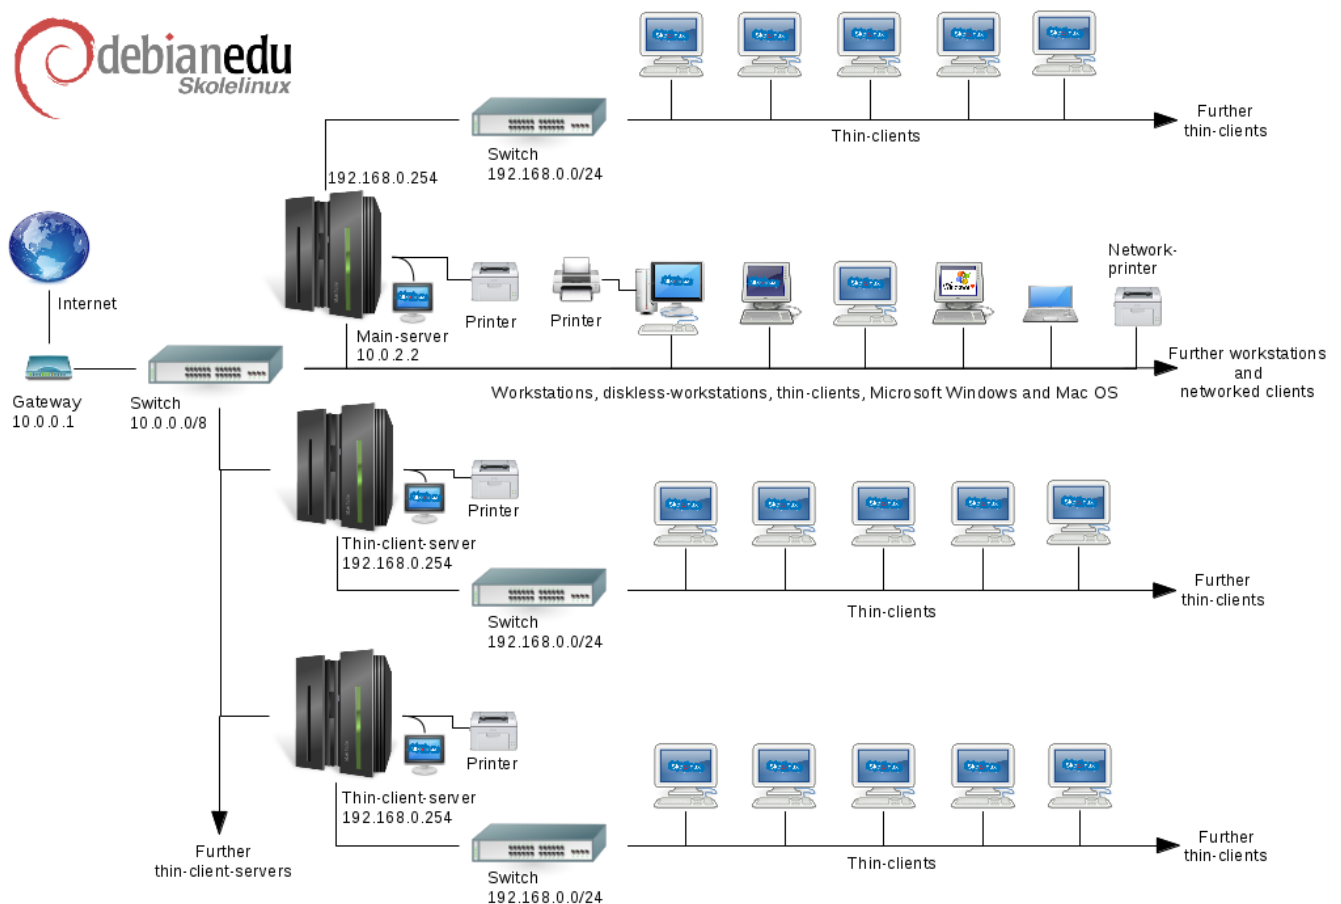 debianedu
Skolelinux
Further
thin-clients
Thin-clients
Switch
192.168.0.0/24
192.168.0.254
Internet
Network-
printer
Printer
Printer
Main-server
10.0.2.2
Further workstations
and
networked clients
Workstations, diskless-workstations, thin-clients, Microsoft Windows and Mac OS
Gateway
10.0.0.1
Switch
10.0.0.0/8
Printer
Thin-client-server
192.168.0.254
Further
thin-clients
Thin-clients
Switch
192.168.0.0/24
Printer
Thin-client-server
192.168.0.254
Further
thin-clients
Thin-clients
Further
thin-client-servers
Switch
192.168.0.0/24